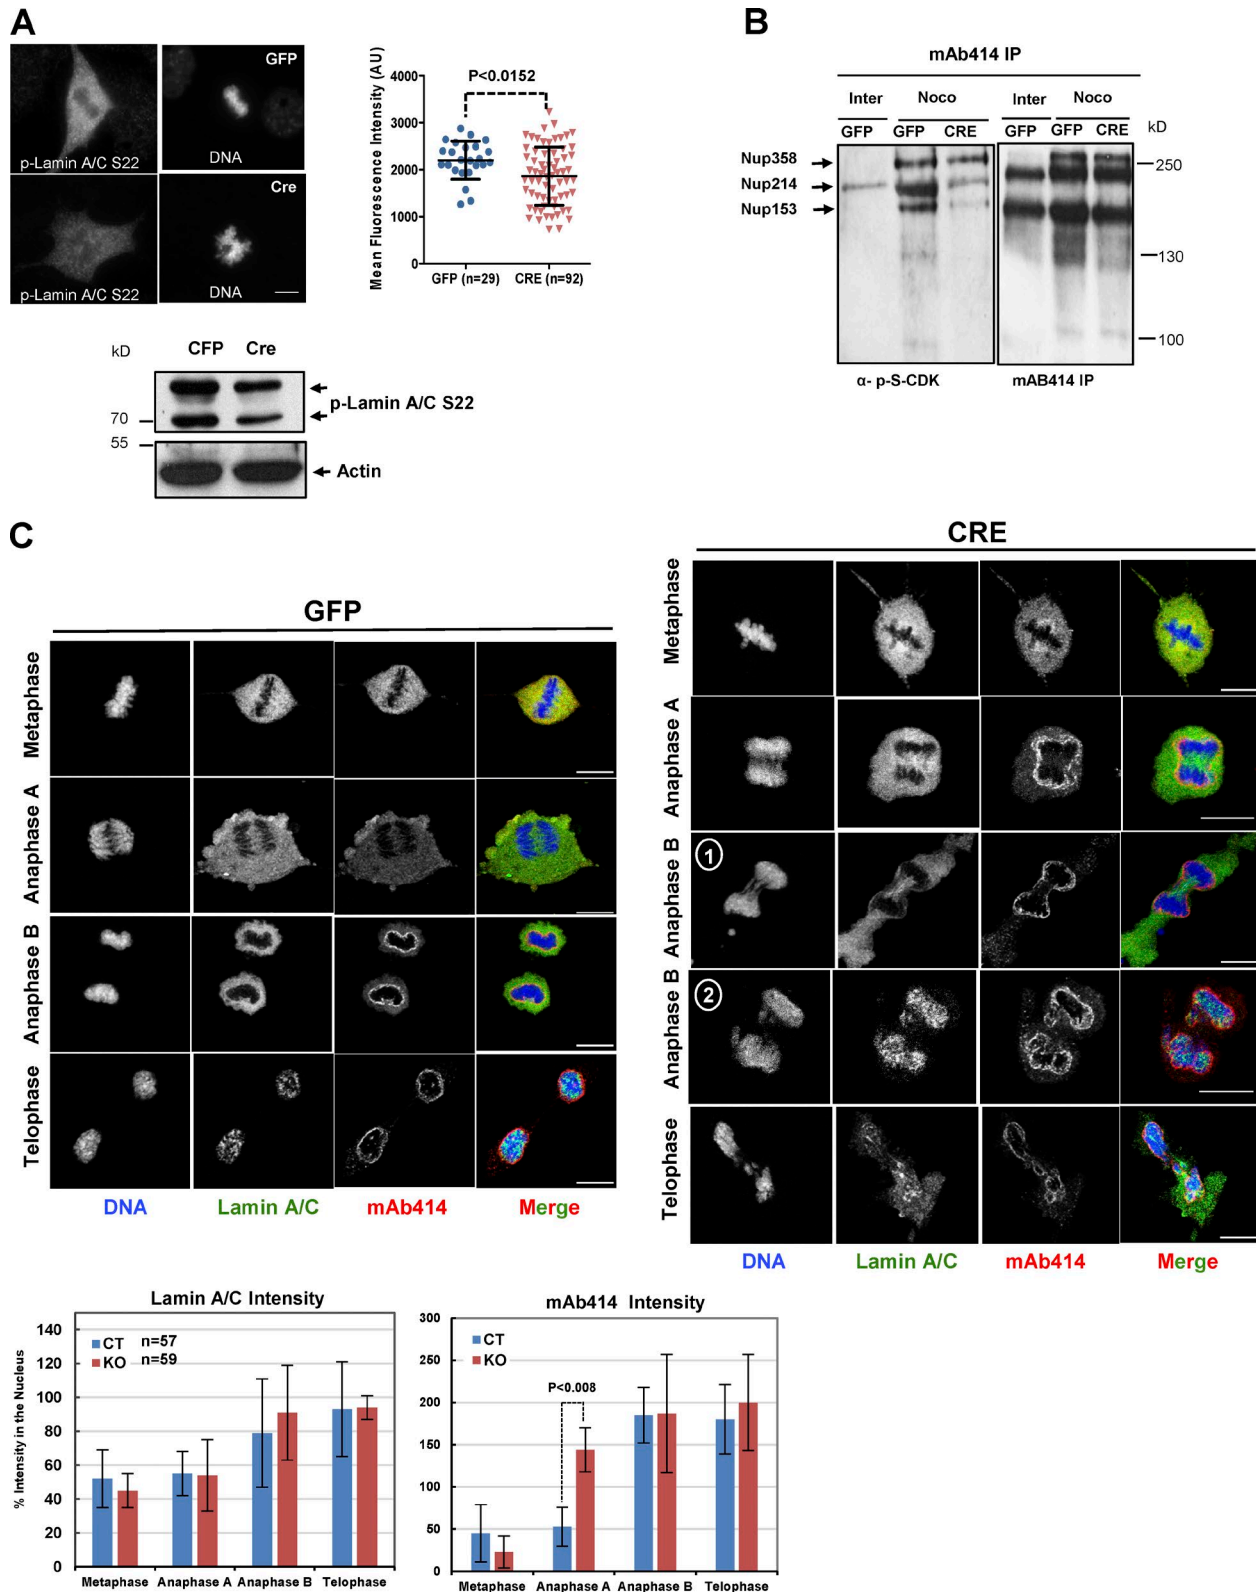 A
GFP
p-Lamin A/C S22
DNA
Cre
p-Lamin A/C S22
DNA
Mean Fluorescence Intensity (AU)
4000
3000
2000
1000
0
P<0.0152
GFP (n=29)
CRE (n=92)
kD
CFP
Cre
70
55
p-Lamin A/C S22
Actin
B
mAb414 IP
Inter
Noco
Inter
Noco
GFP
GFP
CRE
GFP
CRE
kD
Nup358
Nup214
Nup153
250
130
100
α- p-S-CDK
mAB414 IP
C
GFP
Metaphase
Anaphase A
Anaphase B
Telophase
DNA
Lamin A/C
mAb414
Merge
CRE
Metaphase
Anaphase A
Anaphase B
1
Anaphase B
2
Telophase
DNA
Lamin A/C
mAb414
Merge
Lamin A/C Intensity
% Intensity in the Nucleus
140
120
100
80
60
40
20
0
CT n=57
KO n=59
Metaphase
Anaphase A
Anaphase B
Telophase
mAb414 Intensity
300
250
200
150
100
50
0
CT
KO
P<0.008
Metaphase
Anaphase A
Anaphase B
Telophase